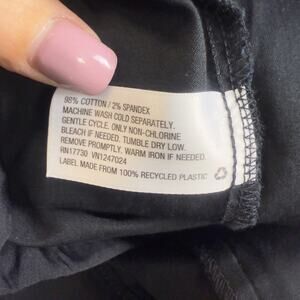 98% COTTON / 2% SPANDEX
MACHINE WASH COLD SEPARATELY.
GENTLE CYCLE. ONLY NON-CHLORINE
BLEACH IF NEEDED. TUMBLE DRY LOW.
REMOVE PROMPTLY. WARM IRON IF NEEDED.
RN17730 VN1247024
LABEL MADE FROM 100% RECYCLED PLASTIC